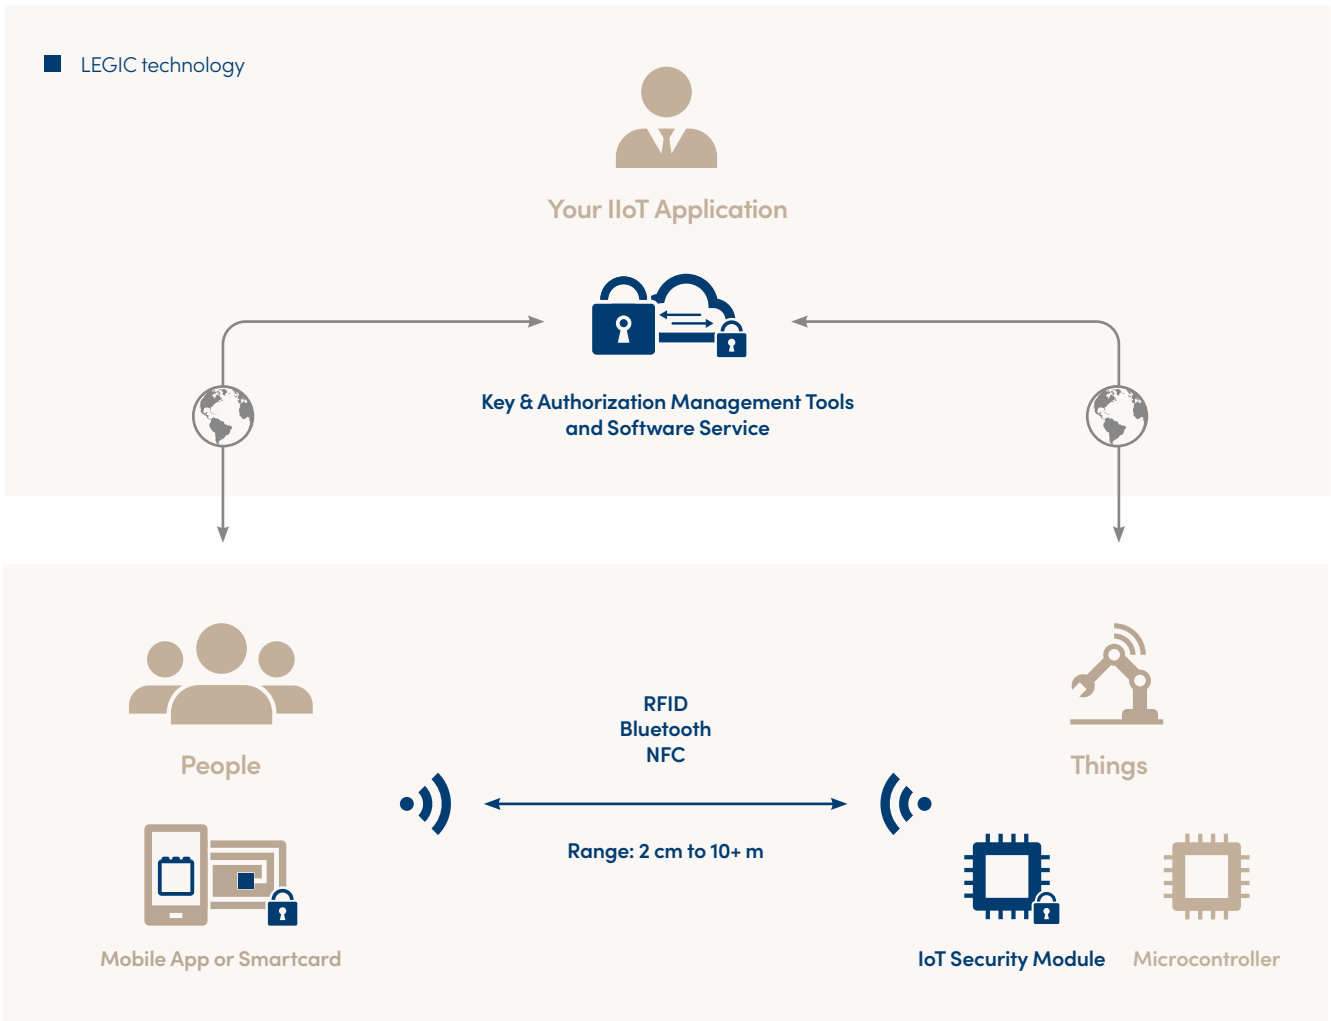 LEGIC technology
Your IIoT Application
Key & Authorization Management Tools
and Software Service
RFID
Bluetooth
NFC
People
Things
Range: 2 cm to 10+ m
Mobile App or Smartcard
IoT Security Module
Microcontroller